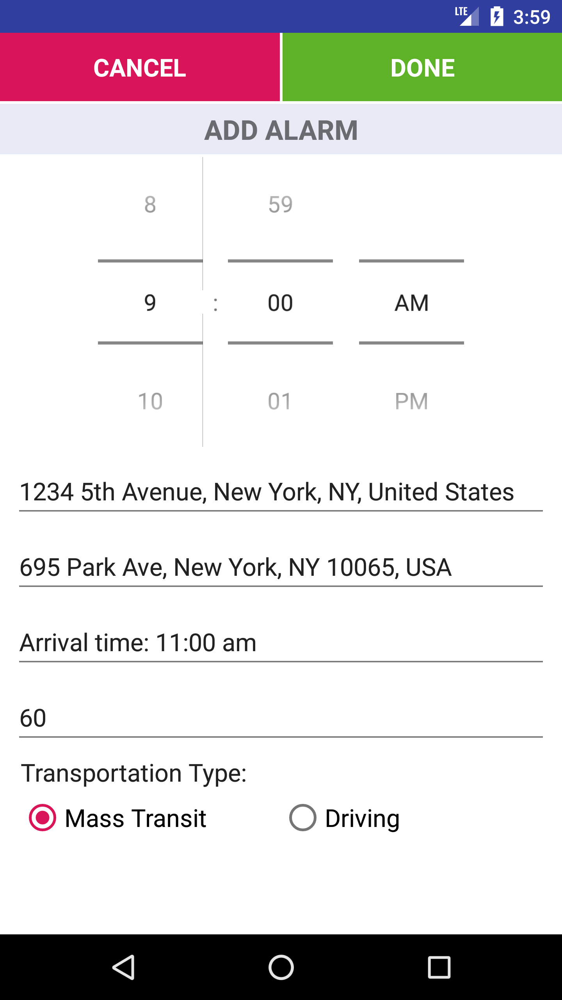 LTE 3:59
CANCEL DONE
ADD ALARM
8 59
9 : 00 AM
10 01 PM
1234 5th Avenue, New York, NY, United States
695 Park Ave, New York, NY 10065, USA
Arrival time: 11:00 am
60
Transportation Type:
Mass Transit Driving